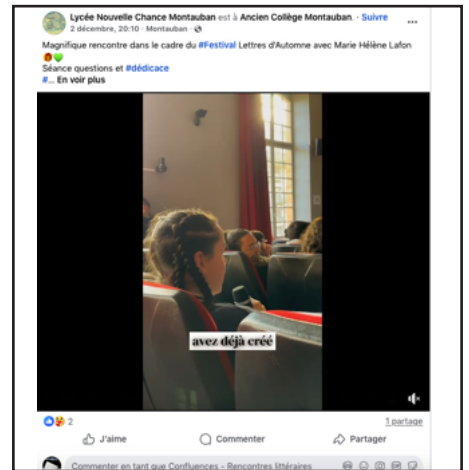 Lycée Nouvelle Chance Montauban est à Ancien Collège Montauban. · Suivre
2 décembre, 20:10 · Montauban ·
Magnifique rencontre dans le cadre du #Festival Lettres d'Automne avec Marie Hélène Lafon
Séance questions et #dédicace
#... En voir plus
avez déjà créé
2
1 partage
J'aime
Commenter
Partager
Commenter en tant que Confluences - Rencontres littéraires